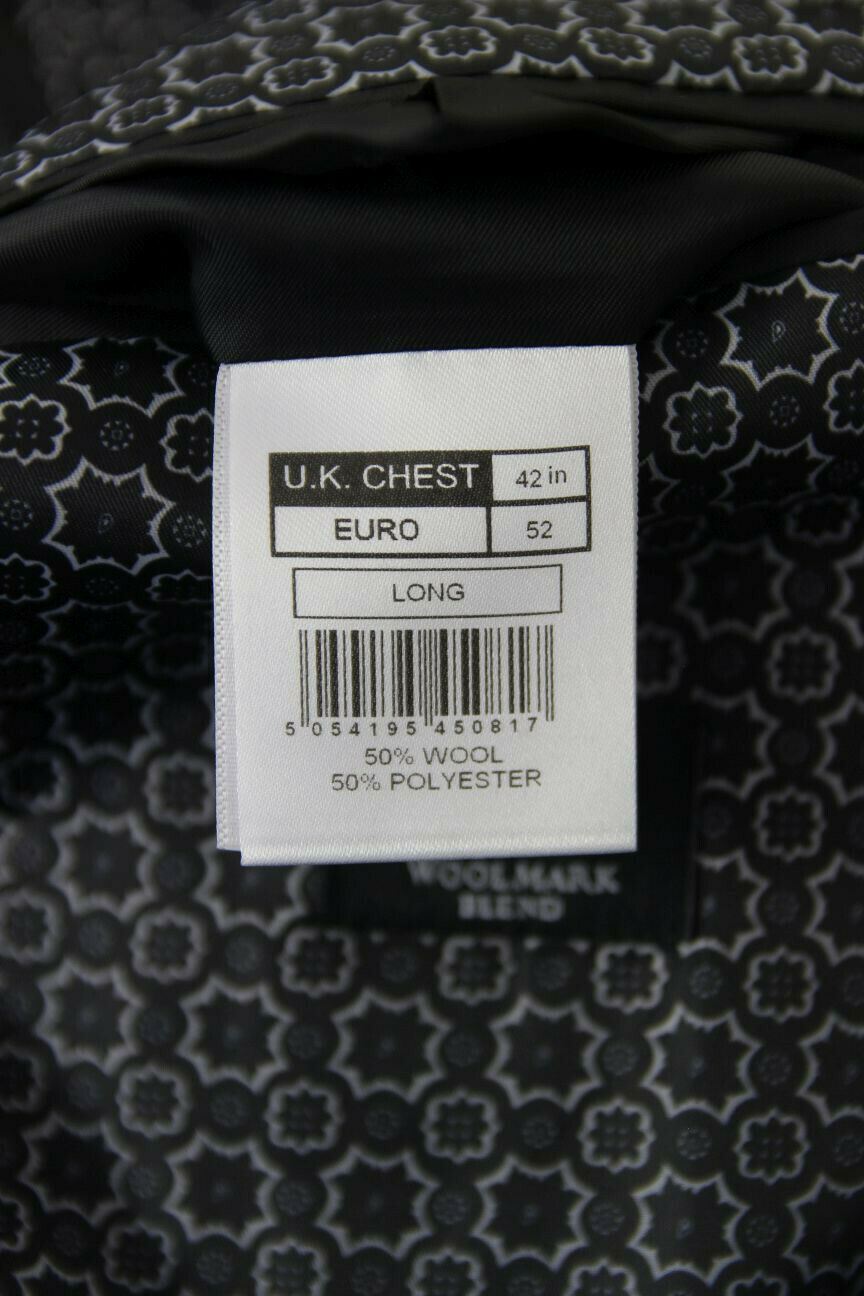 U.K. CHEST 42 in
EURO 52
LONG
5 054195 450817
50% WOOL
50% POLYESTER
WOOLMARK
BLEND